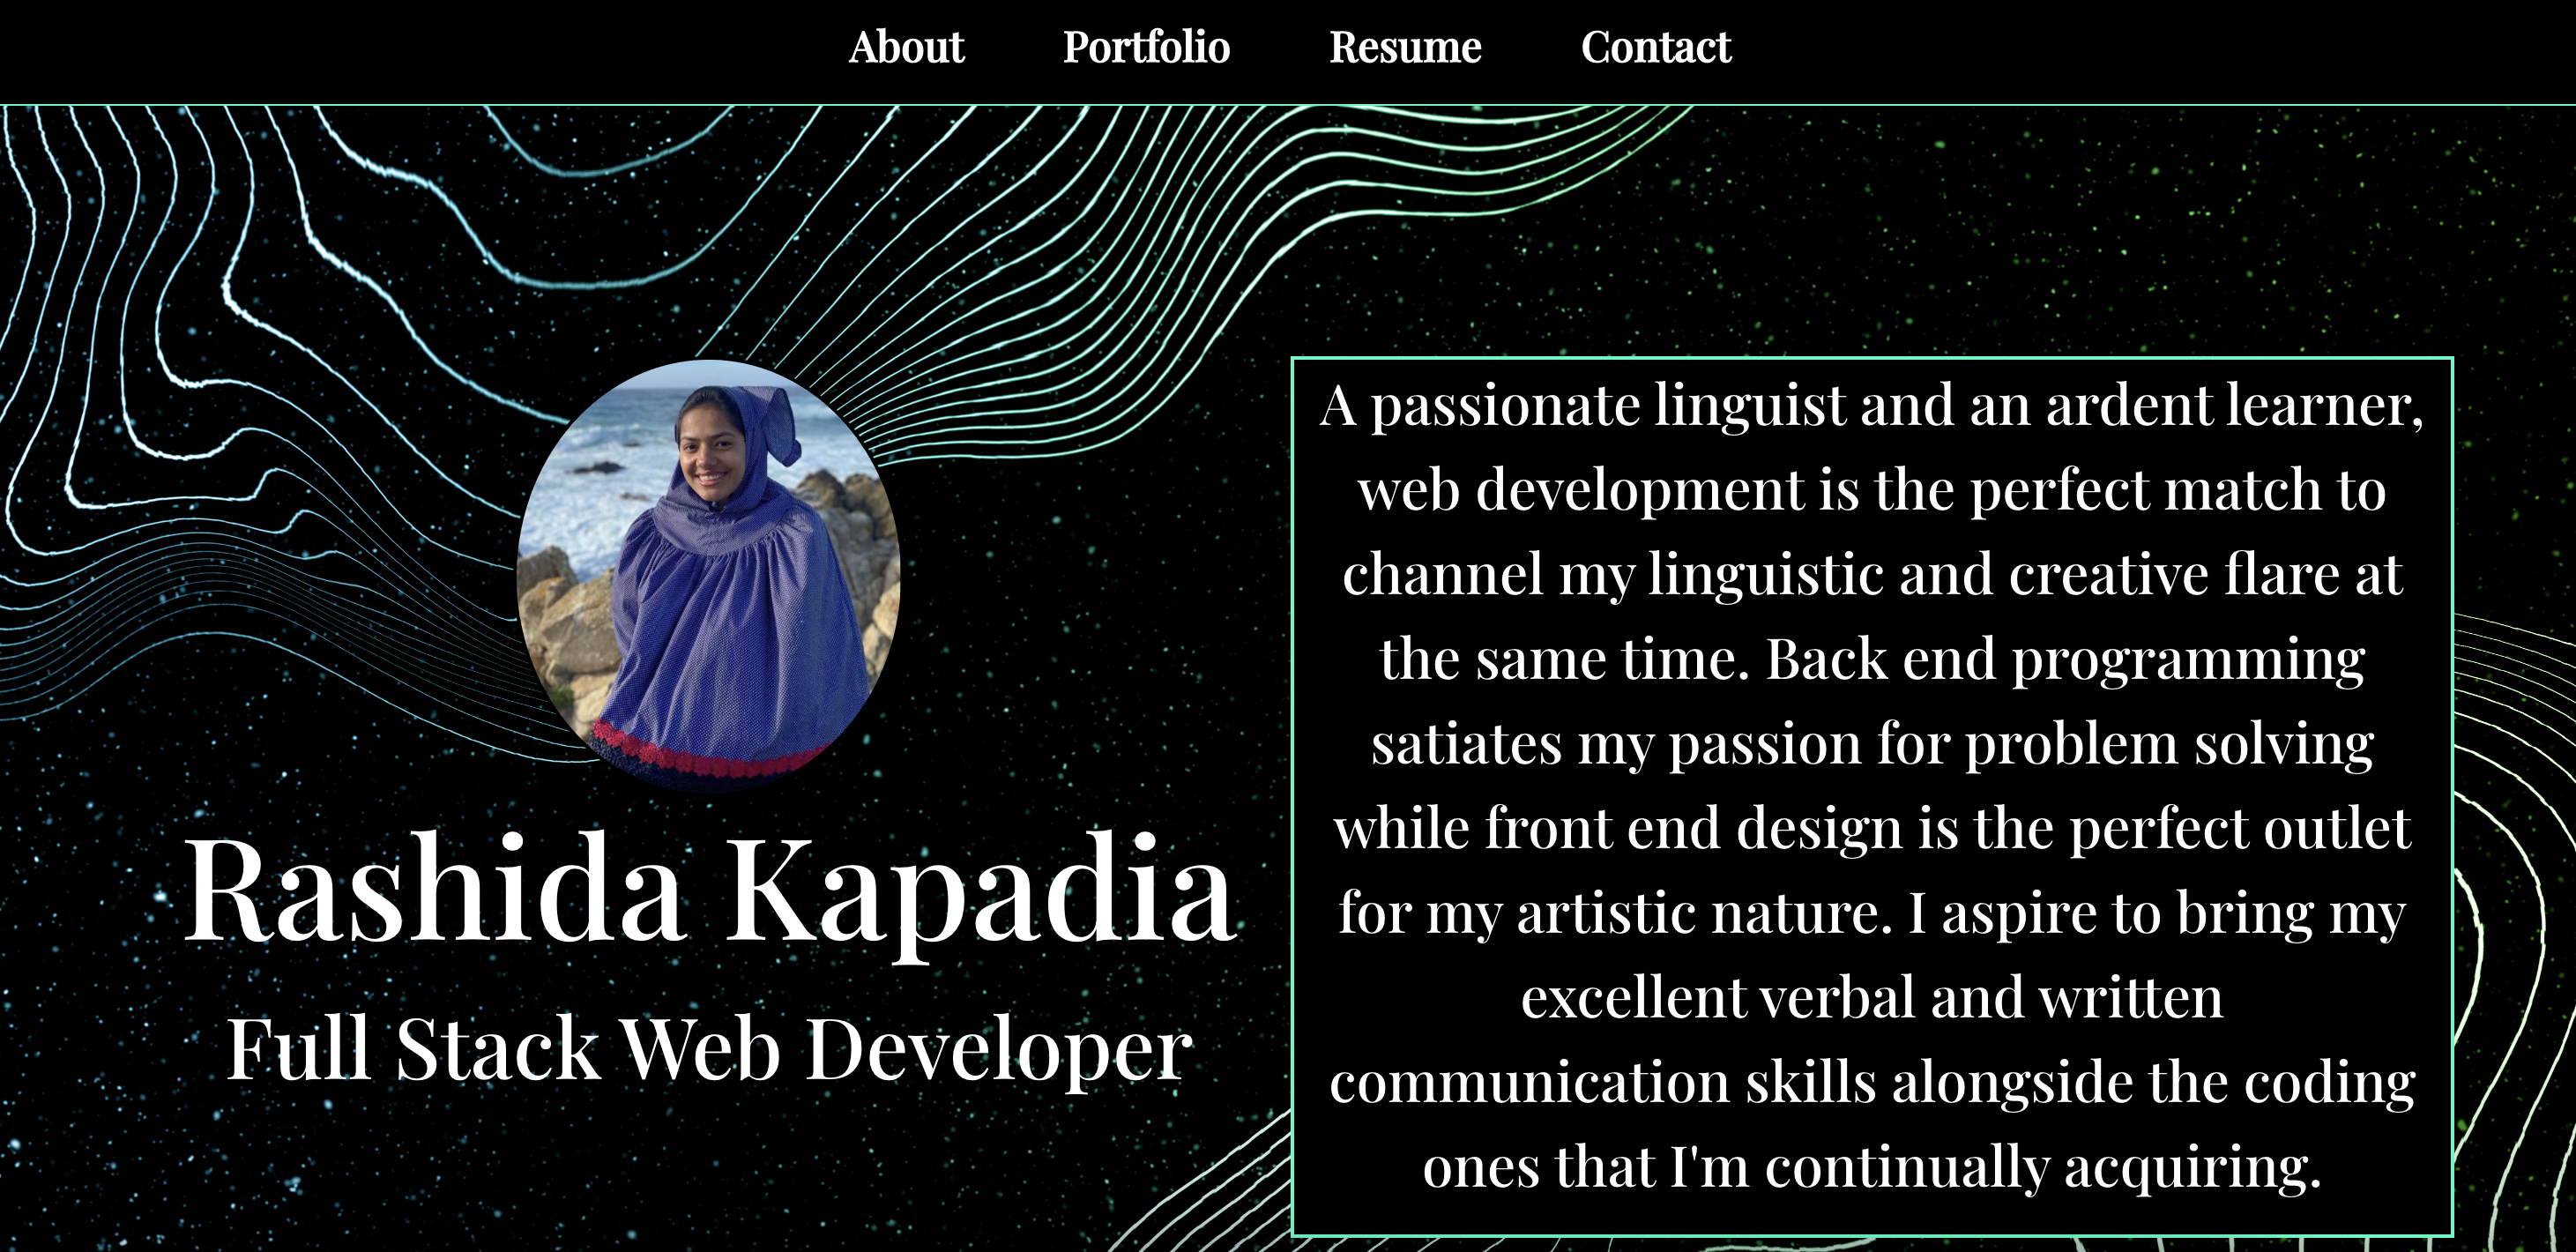 About Portfolio Resume Contact
Rashida Kapadia
Full Stack Web Developer
A passionate linguist and an ardent learner,
web development is the perfect match to
channel my linguistic and creative flare at
the same time. Back end programming
satiates my passion for problem solving
while front end design is the perfect outlet
for my artistic nature. I aspire to bring my
excellent verbal and written
communication skills alongside the coding
ones that I'm continually acquiring.